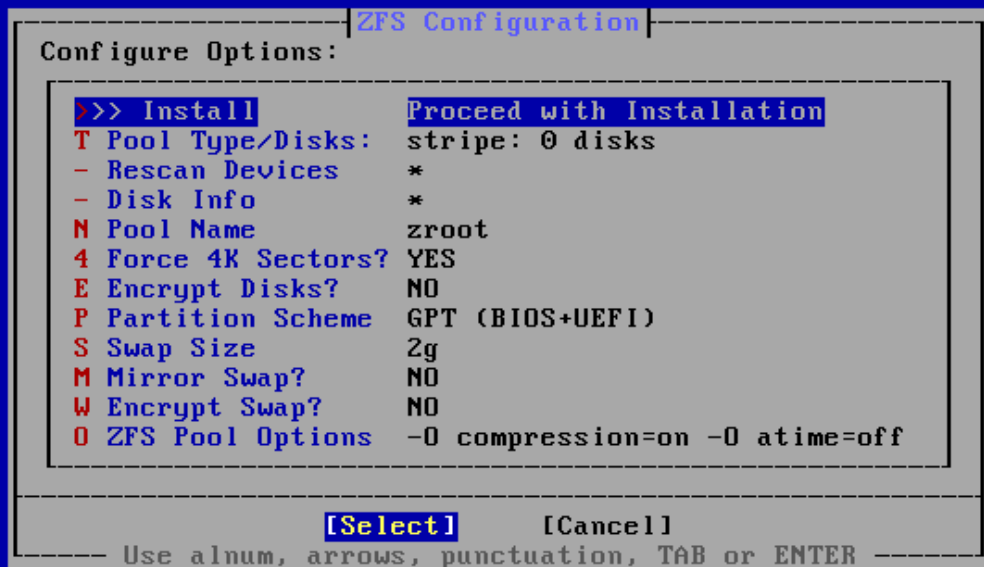 ZFS Configuration
Configure Options:
>>> Install Proceed with Installation
T Pool Type/Disks: stripe: 0 disks
- Rescan Devices *
- Disk Info *
N Pool Name zroot
4 Force 4K Sectors? YES
E Encrypt Disks? NO
P Partition Scheme GPT (BIOS+UEFI)
S Swap Size 2g
M Mirror Swap? NO
W Encrypt Swap? NO
O ZFS Pool Options -O compression=on -O atime=off
[Select] [Cancel]
Use alnum, arrows, punctuation, TAB or ENTER